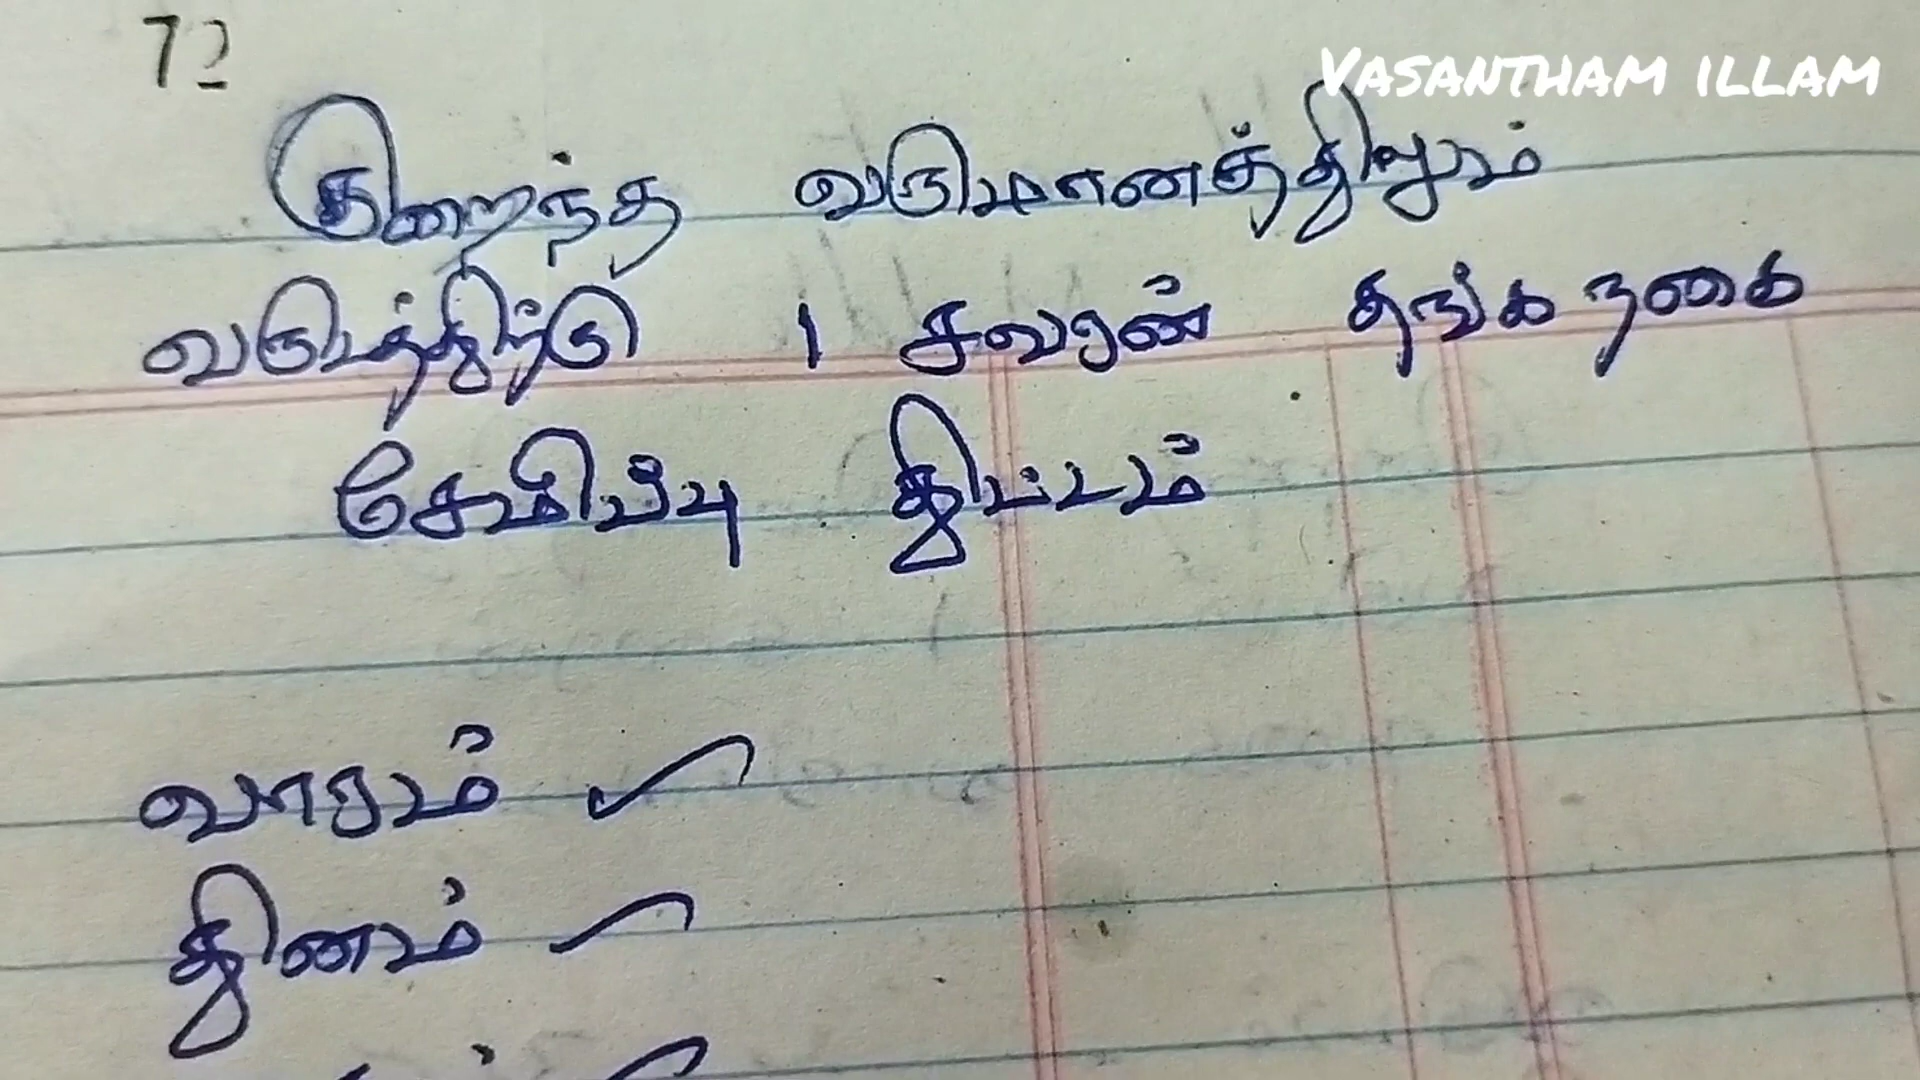 72
VASANTHAM ILLAM
குறைந்த வருமானத்திலும்
வருடத்திற்கு 1 சவரன் தங்க நகை
சேமிப்பு திட்டம்
வாரம் ✓
தினம் ✓